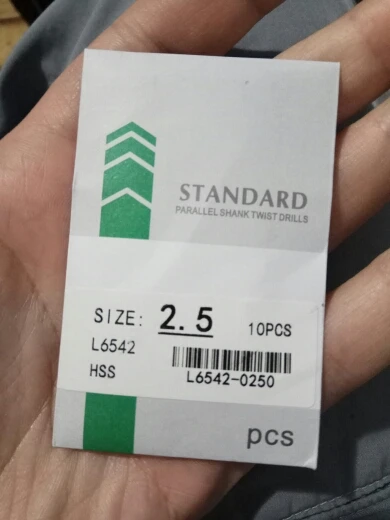 STANDARD
PARALLEL SHANK TWIST DRILLS
SIZE: 2.5 10PCS
L6542
HSS L6542-0250
pcs